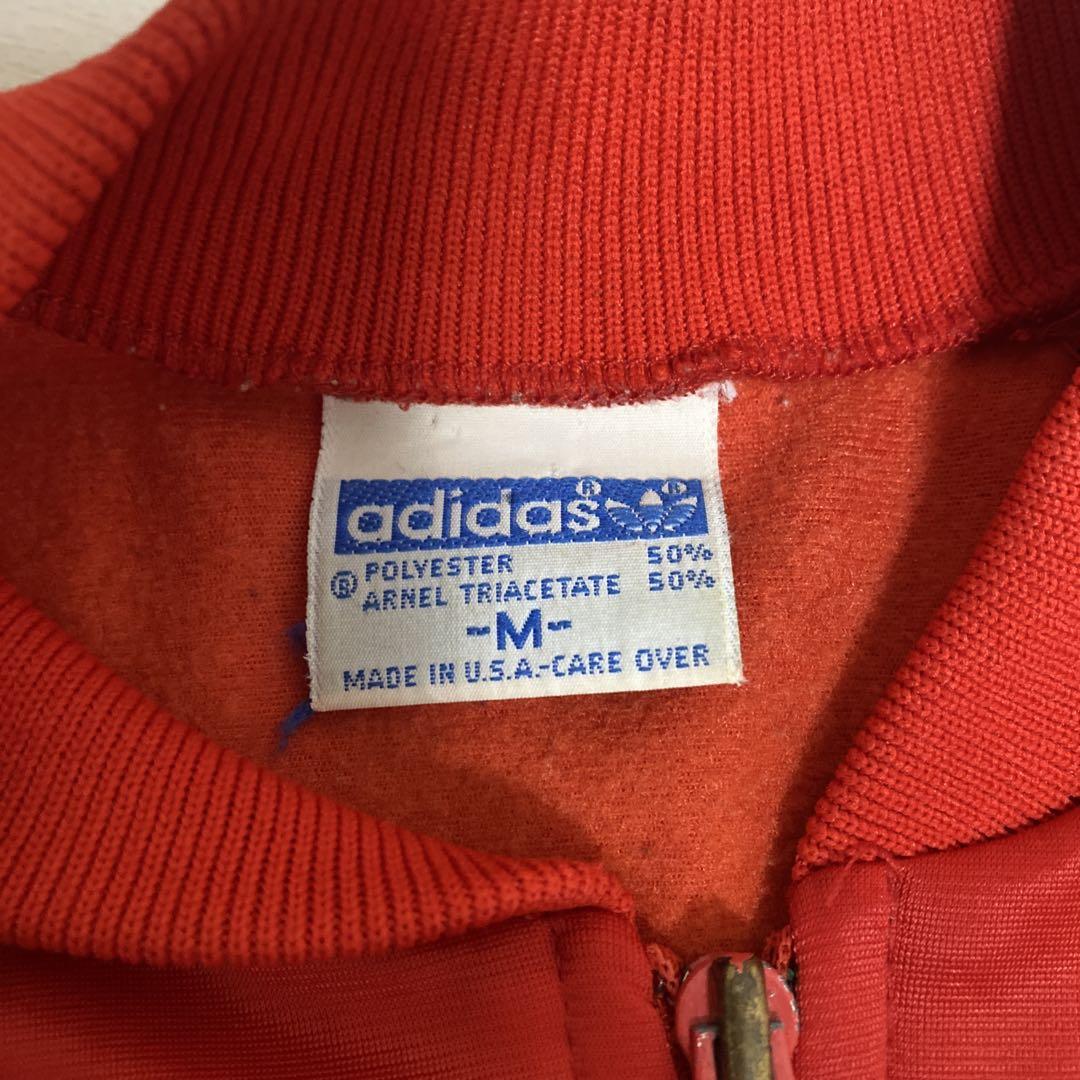 adidas®
POLYESTER 50%
® ARNEL TRIACETATE 50%
-M-
MADE IN U.S.A.-CARE OVER